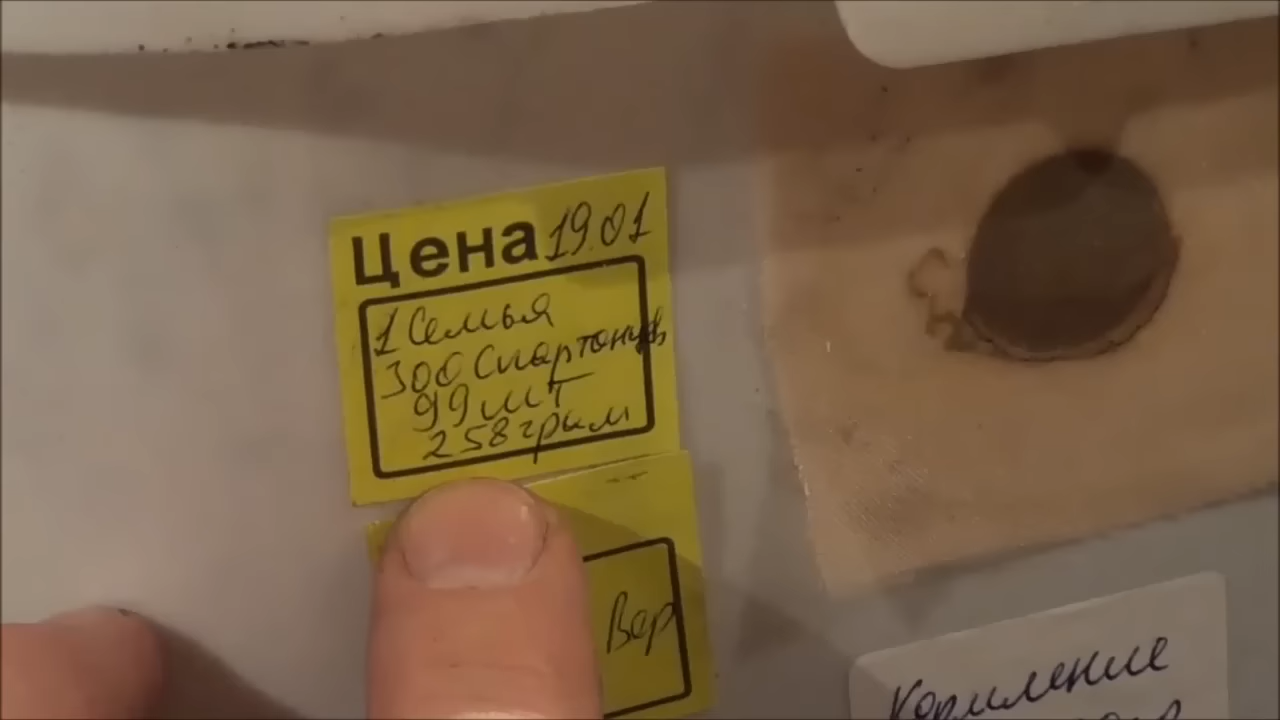 Цена 19.01
1 Семья
300 Спартонцев
99 шт
258 грам
Вер
Кормление